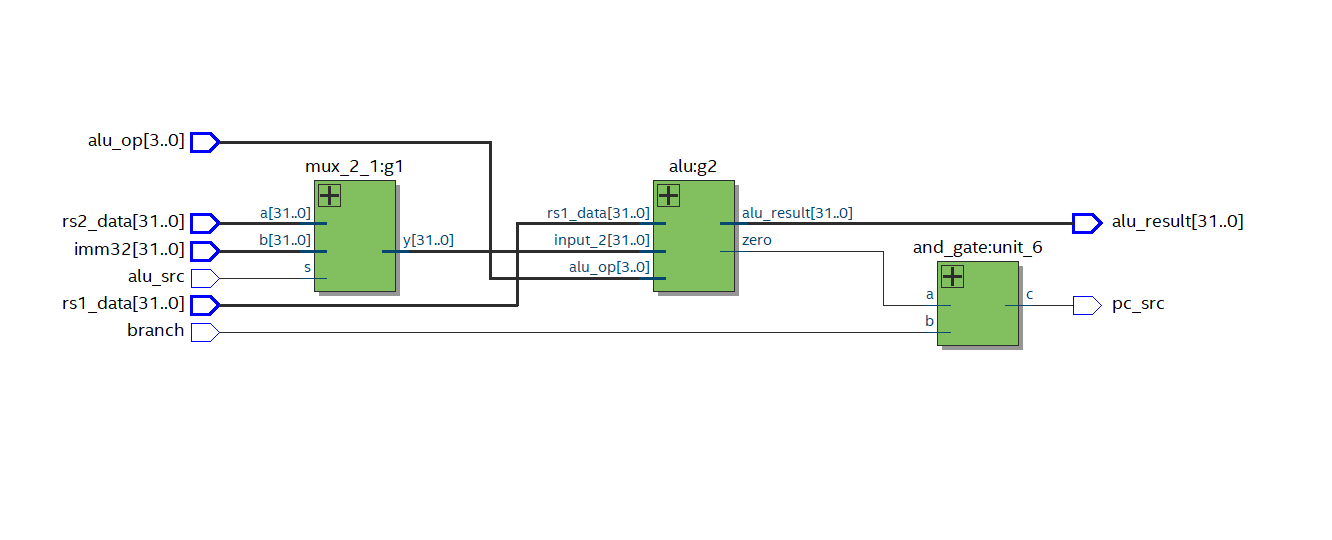 alu_op[3..0]
mux_2_1:g1
alu:g2
rs2_data[31..0]
a[31..0]
rs1_data[31..0]
alu_result[31..0]
alu_result[31..0]
imm32[31..0]
b[31..0]
y[31..0]
input_2[31..0]
zero
and_gate:unit_6
alu_src
s
alu_op[3..0]
rs1_data[31..0]
a
c
pc_src
branch
b